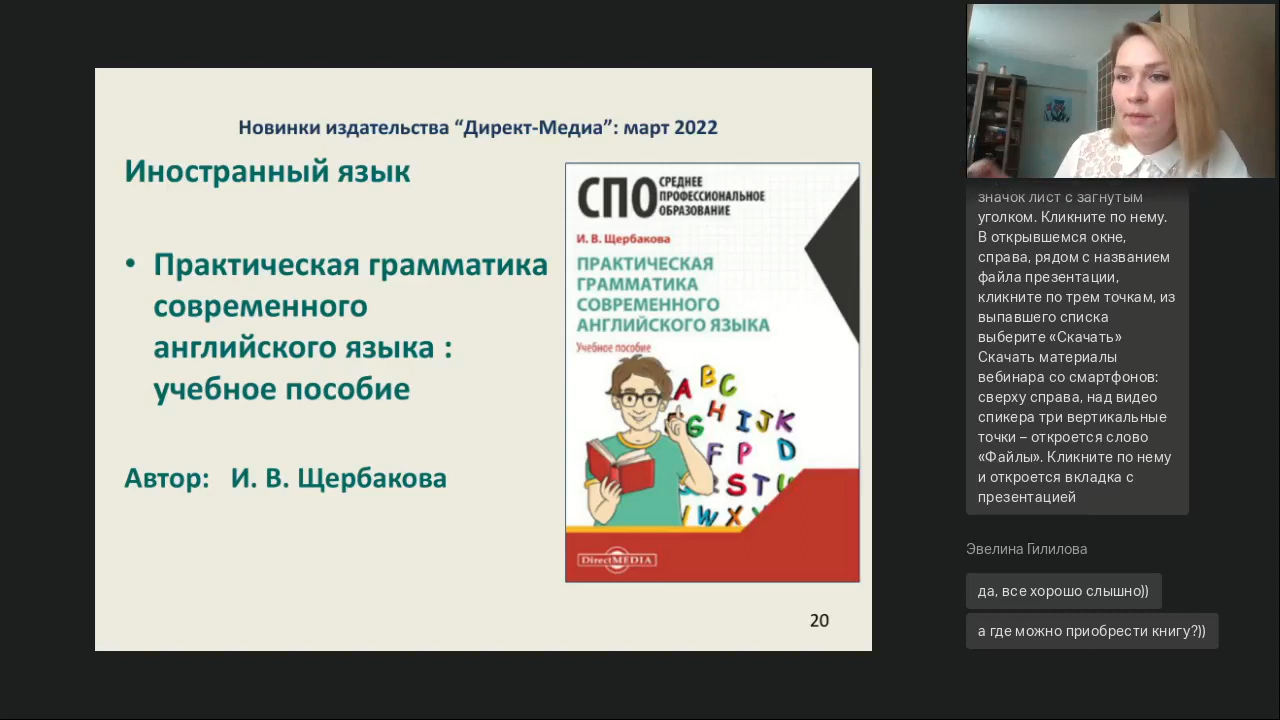 Новинки издательства “Директ-Медиа”: март 2022
Иностранный язык
• Практическая грамматика
современного
английского языка :
учебное пособие
Автор: И. В. Щербакова
СПО СРЕДНЕЕ
ПРОФЕССИОНАЛЬНОЕ
ОБРАЗОВАНИЕ
И. В. Щербакова
ПРАКТИЧЕСКАЯ
ГРАММАТИКА
СОВРЕМЕННОГО
АНГЛИЙСКОГО ЯЗЫКА
Учебное пособие
A B C
G H I J K
F P D
R S T U
W X
DirectMEDIA
20
значок лист с загнутым
уголком. Кликните по нему.
В открывшемся окне,
справа, рядом с названием
файла презентации,
кликните по трем точкам, из
выпавшего списка
выберите «Скачать»
Скачать материалы
вебинара со смартфонов:
сверху справа, над видео
спикера три вертикальные
точки – откроется слово
«Файлы». Кликните по нему
и откроется вкладка с
презентацией
Эвелина Гилилова
да, все хорошо слышно))
а где можно приобрести книгу?))